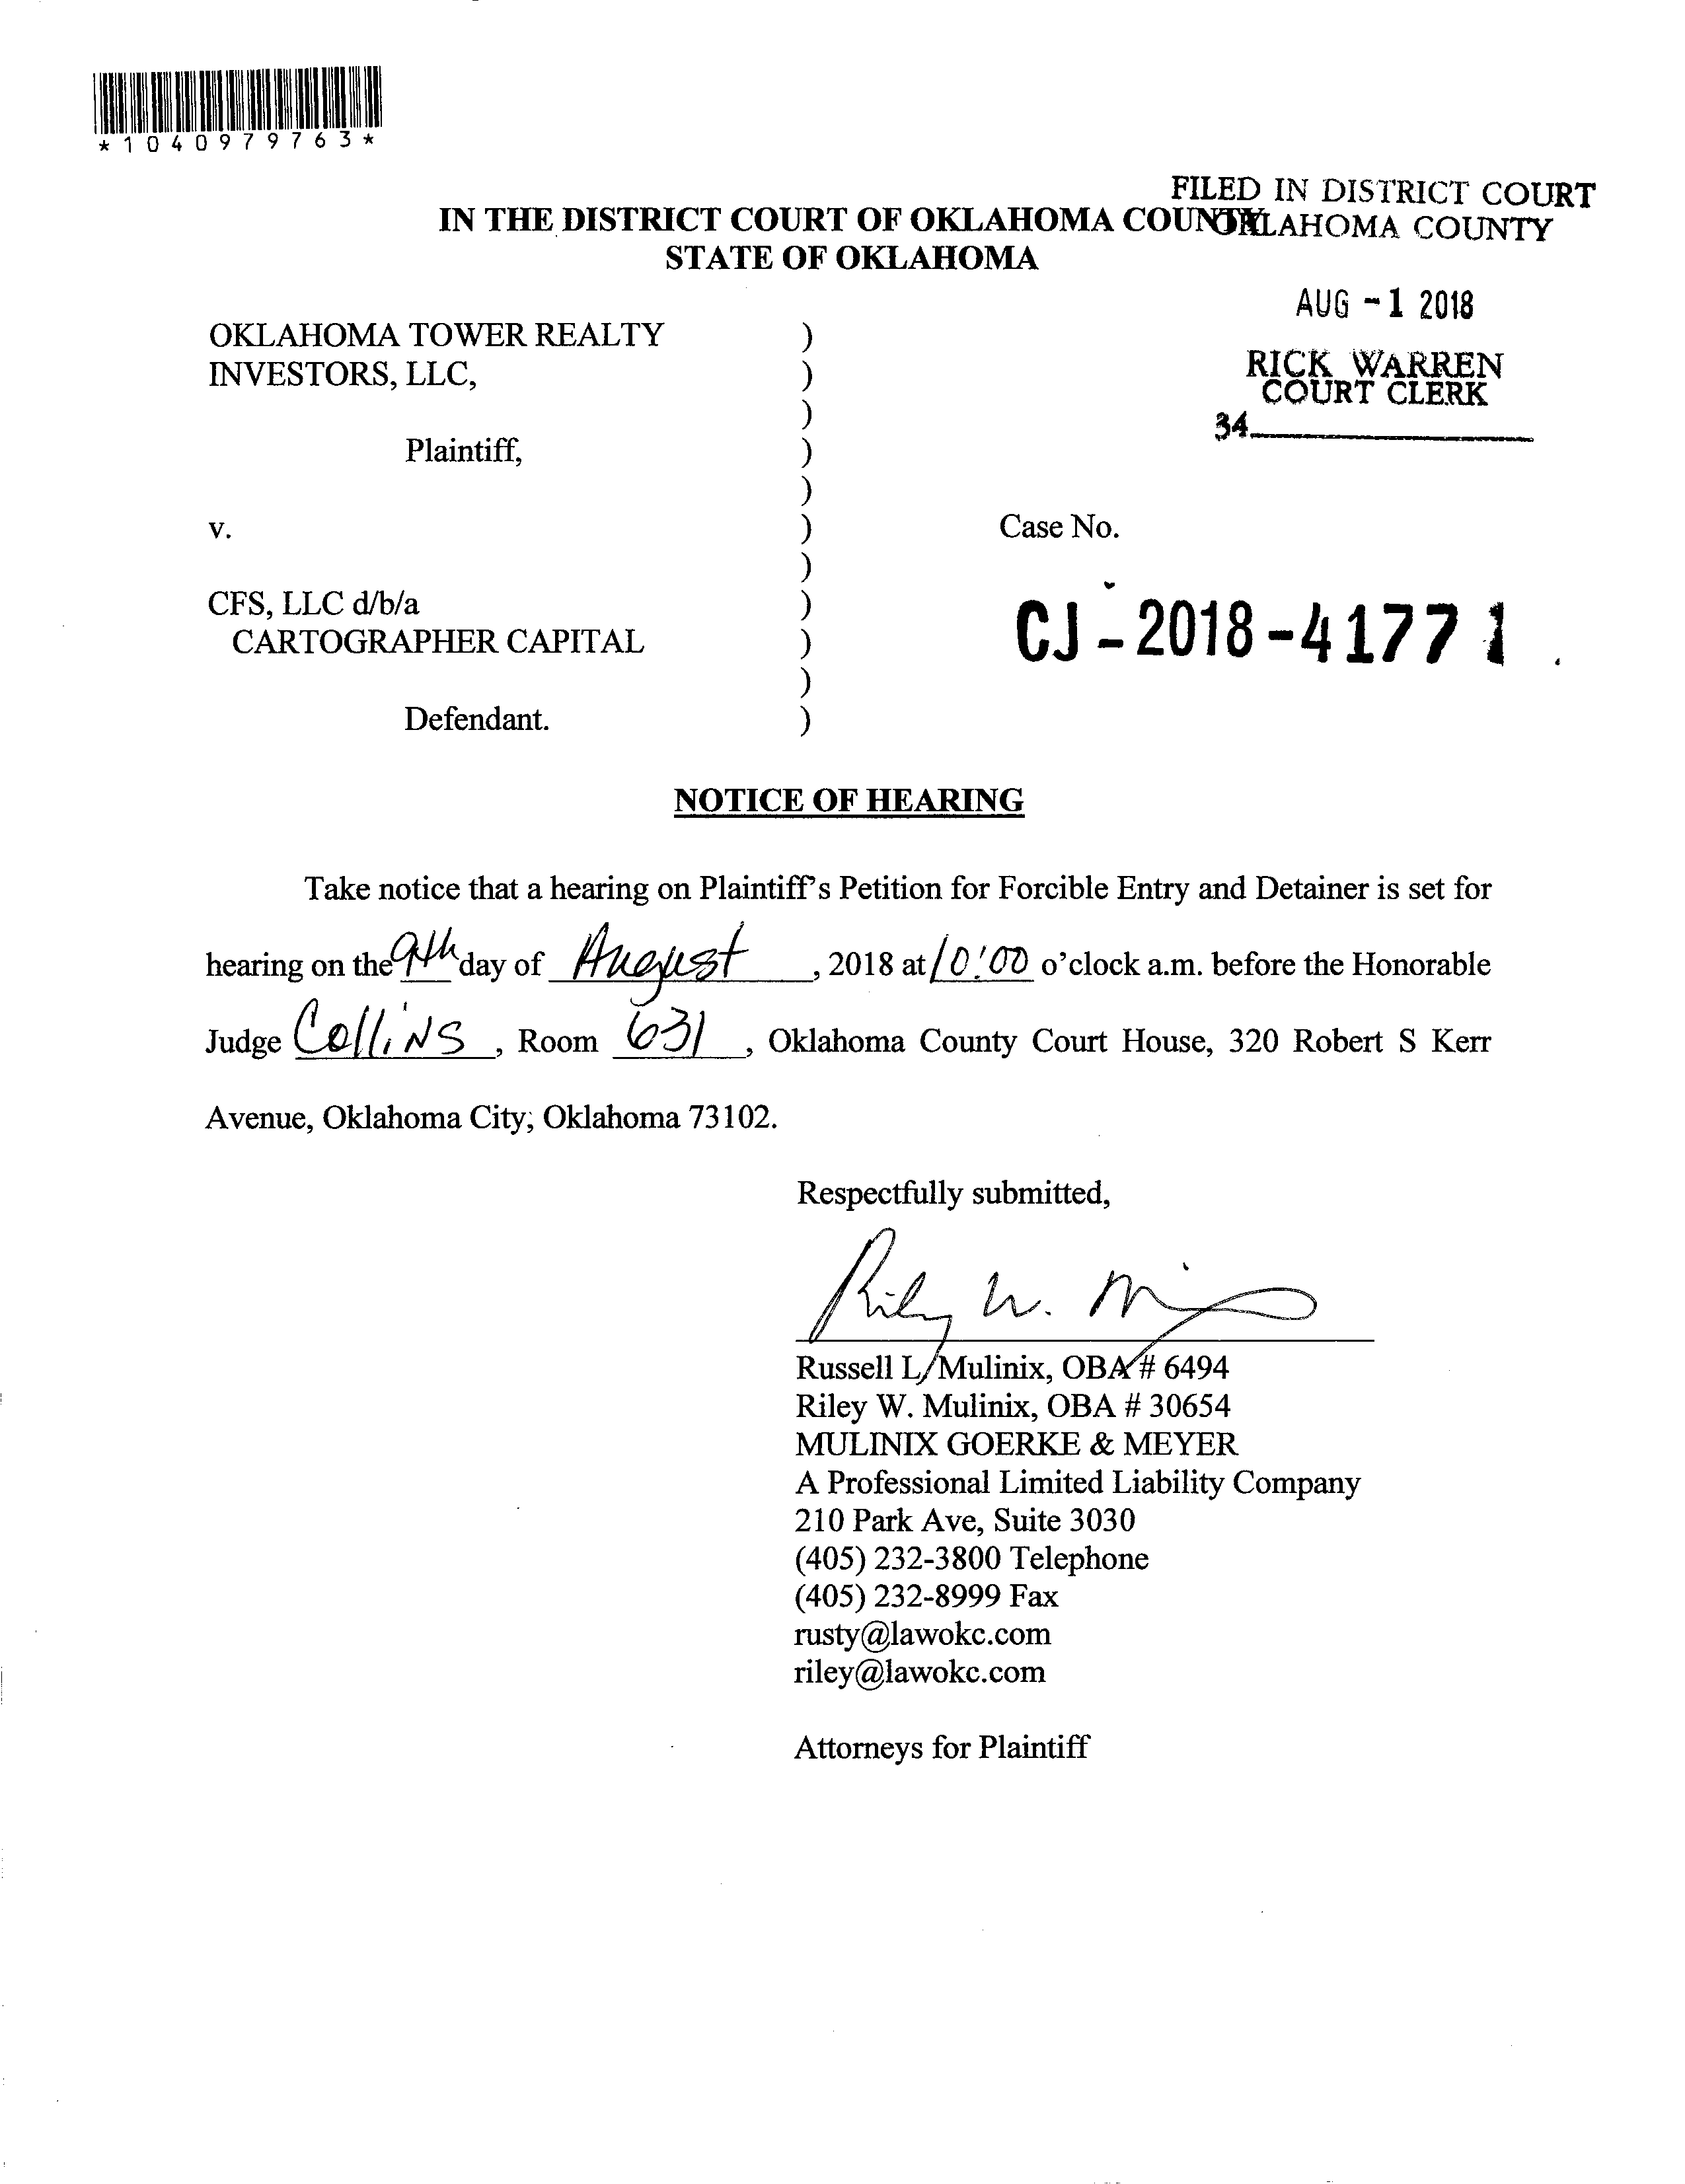 *1040979763*
FILED IN DISTRICT COURT
OKLAHOMA COUNTY
IN THE DISTRICT COURT OF OKLAHOMA COUNTY
STATE OF OKLAHOMA
AUG -1 2018
RICK WARREN
COURT CLERK
34
OKLAHOMA TOWER REALTY )
INVESTORS, LLC, )
)
Plaintiff, )
)
v. ) Case No.
)
CFS, LLC d/b/a )
CARTOGRAPHER CAPITAL ) CJ-2018-4177 1
)
Defendant. )
NOTICE OF HEARING
Take notice that a hearing on Plaintiff's Petition for Forcible Entry and Detainer is set for
hearing on the 9th day of August, 2018 at 10:00 o'clock a.m. before the Honorable
Judge Collins, Room 631, Oklahoma County Court House, 320 Robert S Kerr
Avenue, Oklahoma City, Oklahoma 73102.
Respectfully submitted,
Riley W. M
Russell L. Mulinix, OBA # 6494
Riley W. Mulinix, OBA # 30654
MULINIX GOERKE & MEYER
A Professional Limited Liability Company
210 Park Ave, Suite 3030
(405) 232-3800 Telephone
(405) 232-8999 Fax
rusty@lawokc.com
riley@lawokc.com
Attorneys for Plaintiff